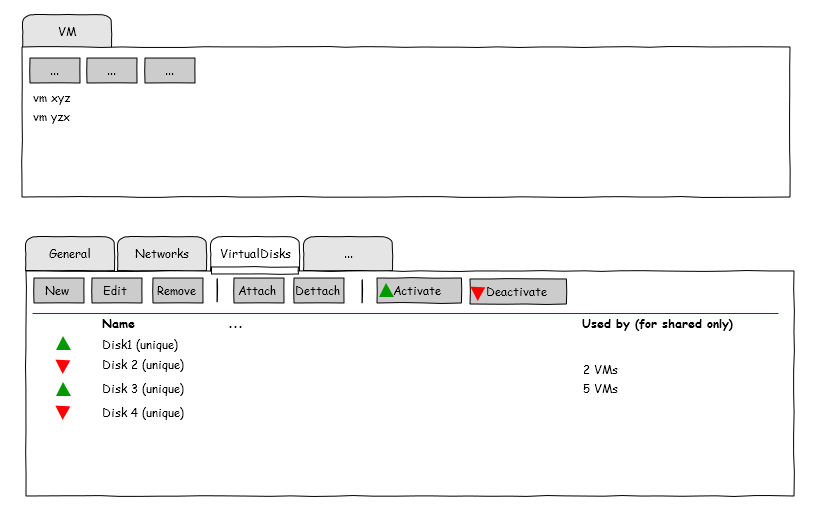 VM
... ... ...
vm xyz
vm yzx
General Networks VirtualDisks ...
New Edit Remove Attach Dettach Activate Deactivate
Name ... Used by (for shared only)
Disk1 (unique)
Disk 2 (unique) 2 VMs
Disk 3 (unique) 5 VMs
Disk 4 (unique)